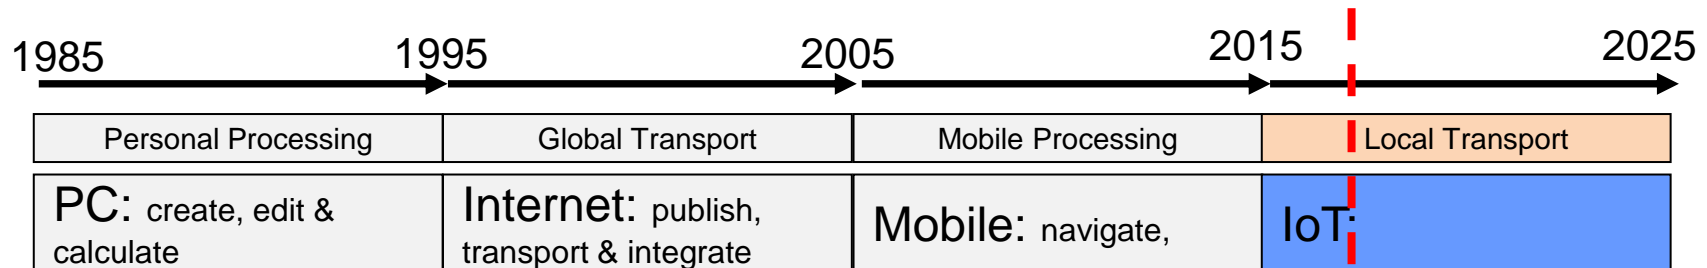 1985 1995 2005 2015 2025
Personal Processing Global Transport Mobile Processing Local Transport
PC: create, edit &
calculate
Internet: publish,
transport & integrate
Mobile: navigate,
IoT: